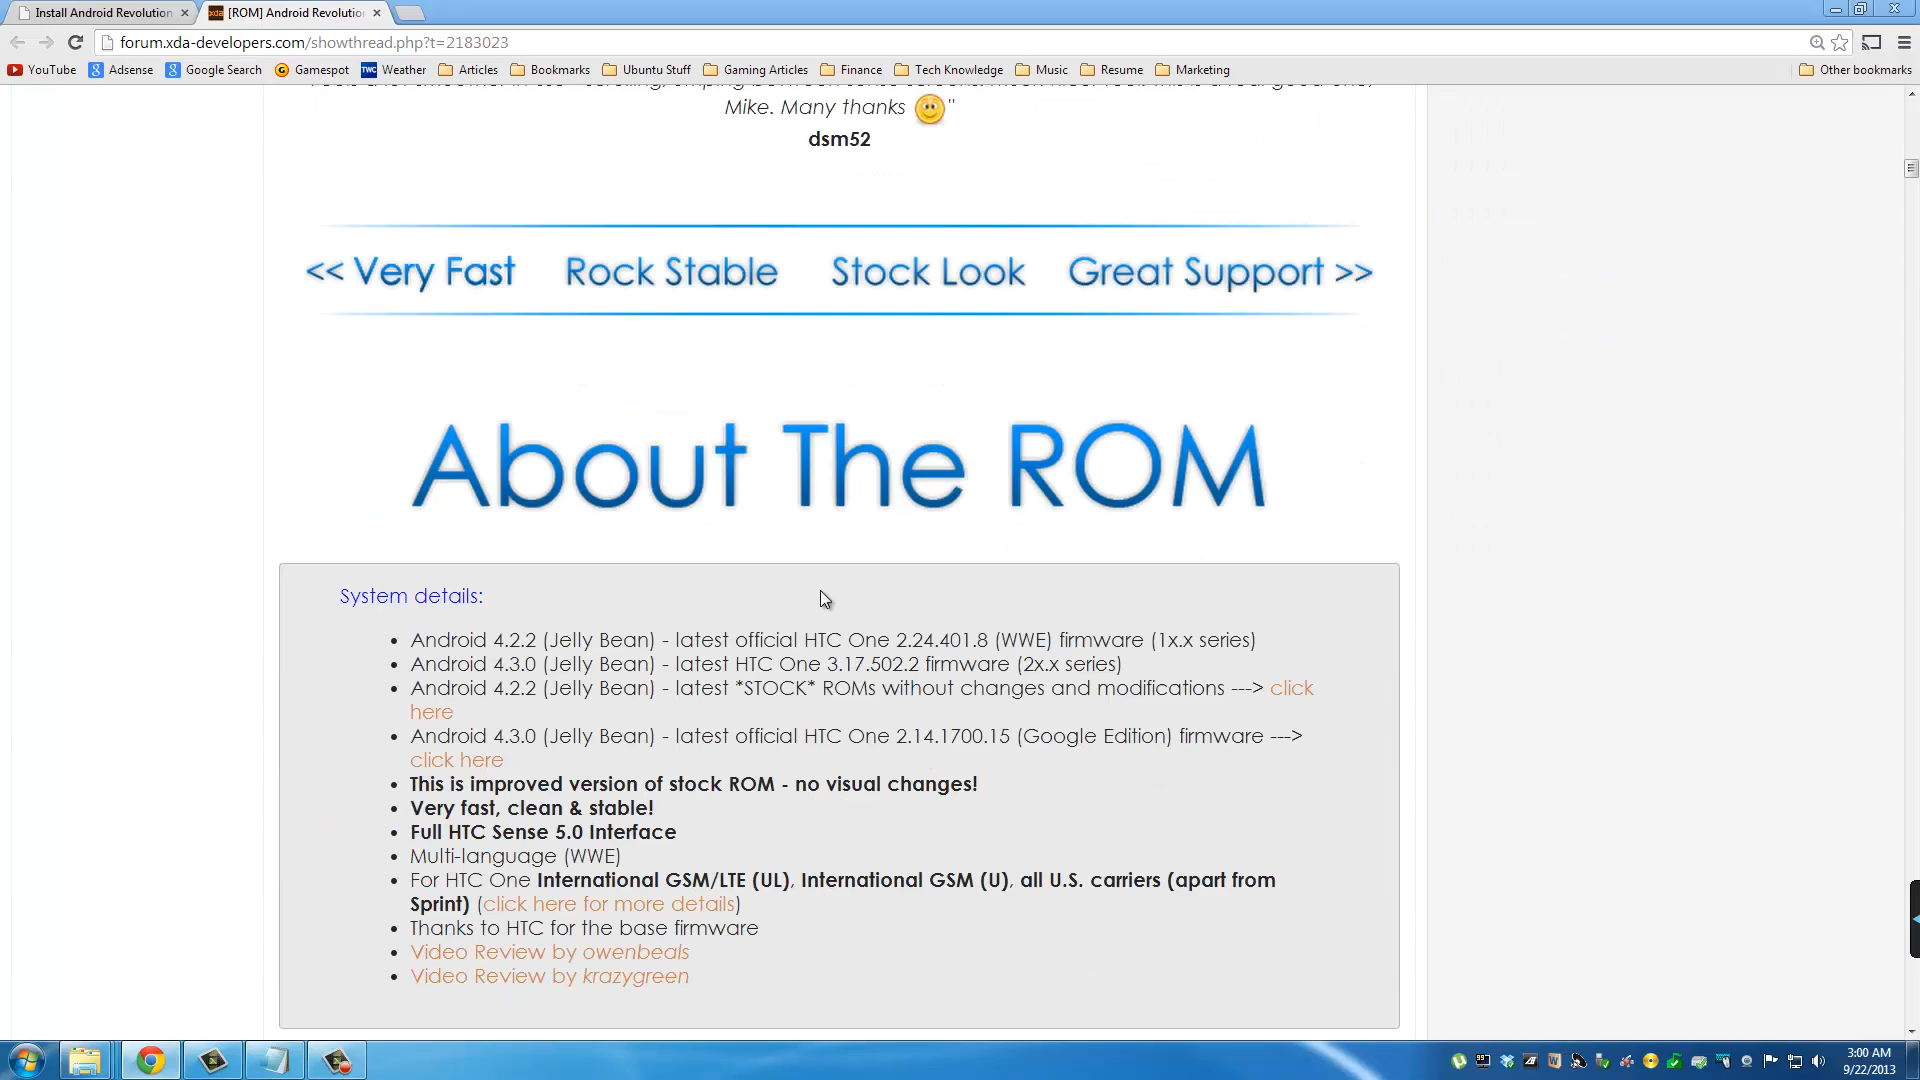 Install Android Revolution
[ROM] Android Revolutio
forum.xda-developers.com/showthread.php?t=2183023
YouTube Adsense Google Search Gamespot Weather Articles Bookmarks Ubuntu Stuff Gaming Articles Finance Tech Knowledge Music Resume Marketing Other bookmarks
Mike. Many thanks "
dsm52
<< Very Fast Rock Stable Stock Look Great Support >>
About The ROM
System details:
• Android 4.2.2 (Jelly Bean) - latest official HTC One 2.24.401.8 (WWE) firmware (1x.x series)
• Android 4.3.0 (Jelly Bean) - latest HTC One 3.17.502.2 firmware (2x.x series)
• Android 4.2.2 (Jelly Bean) - latest *STOCK* ROMs without changes and modifications ---> click
here
• Android 4.3.0 (Jelly Bean) - latest official HTC One 2.14.1700.15 (Google Edition) firmware --->
click here
• This is improved version of stock ROM - no visual changes!
• Very fast, clean & stable!
• Full HTC Sense 5.0 Interface
• Multi-language (WWE)
• For HTC One International GSM/LTE (UL), International GSM (U), all U.S. carriers (apart from
Sprint) (click here for more details)
• Thanks to HTC for the base firmware
• Video Review by owenbeals
• Video Review by krazygreen
3:00 AM
9/22/2013